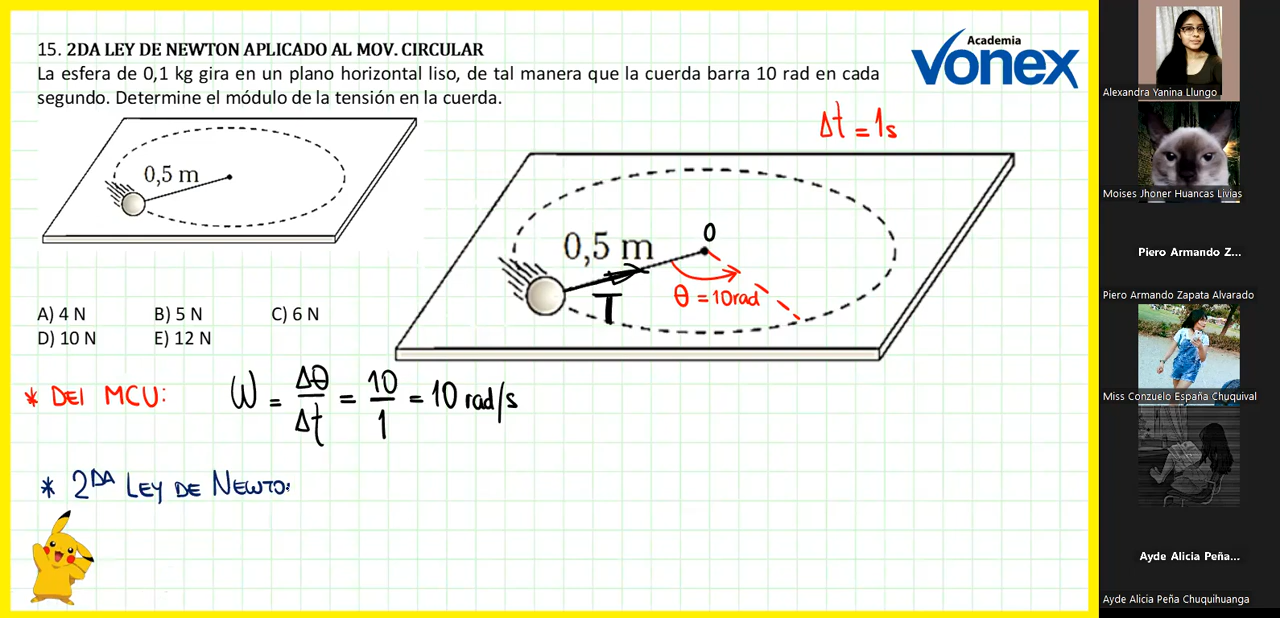 15. 2DA LEY DE NEWTON APLICADO AL MOV. CIRCULAR
La esfera de 0,1 kg gira en un plano horizontal liso, de tal manera que la cuerda barra 10 rad en cada
segundo. Determine el módulo de la tensión en la cuerda.
Academia
Vonex
Δt = 1s
0,5 m
0,5 m
O
T
θ = 10rad
A) 4 N B) 5 N C) 6 N
D) 10 N E) 12 N
* DEl MCU: ω = Δθ/Δt = 10/1 = 10 rad/s
* 2DA LEY DE NEWTO:
Alexandra Yanina Llungo
Moises Jhoner Huancas Livias
Piero Armando Z...
Piero Armando Zapata Alvarado
Miss Conzuelo España Chuquival
Ayde Alicia Peña...
Ayde Alicia Peña Chuquihuanga